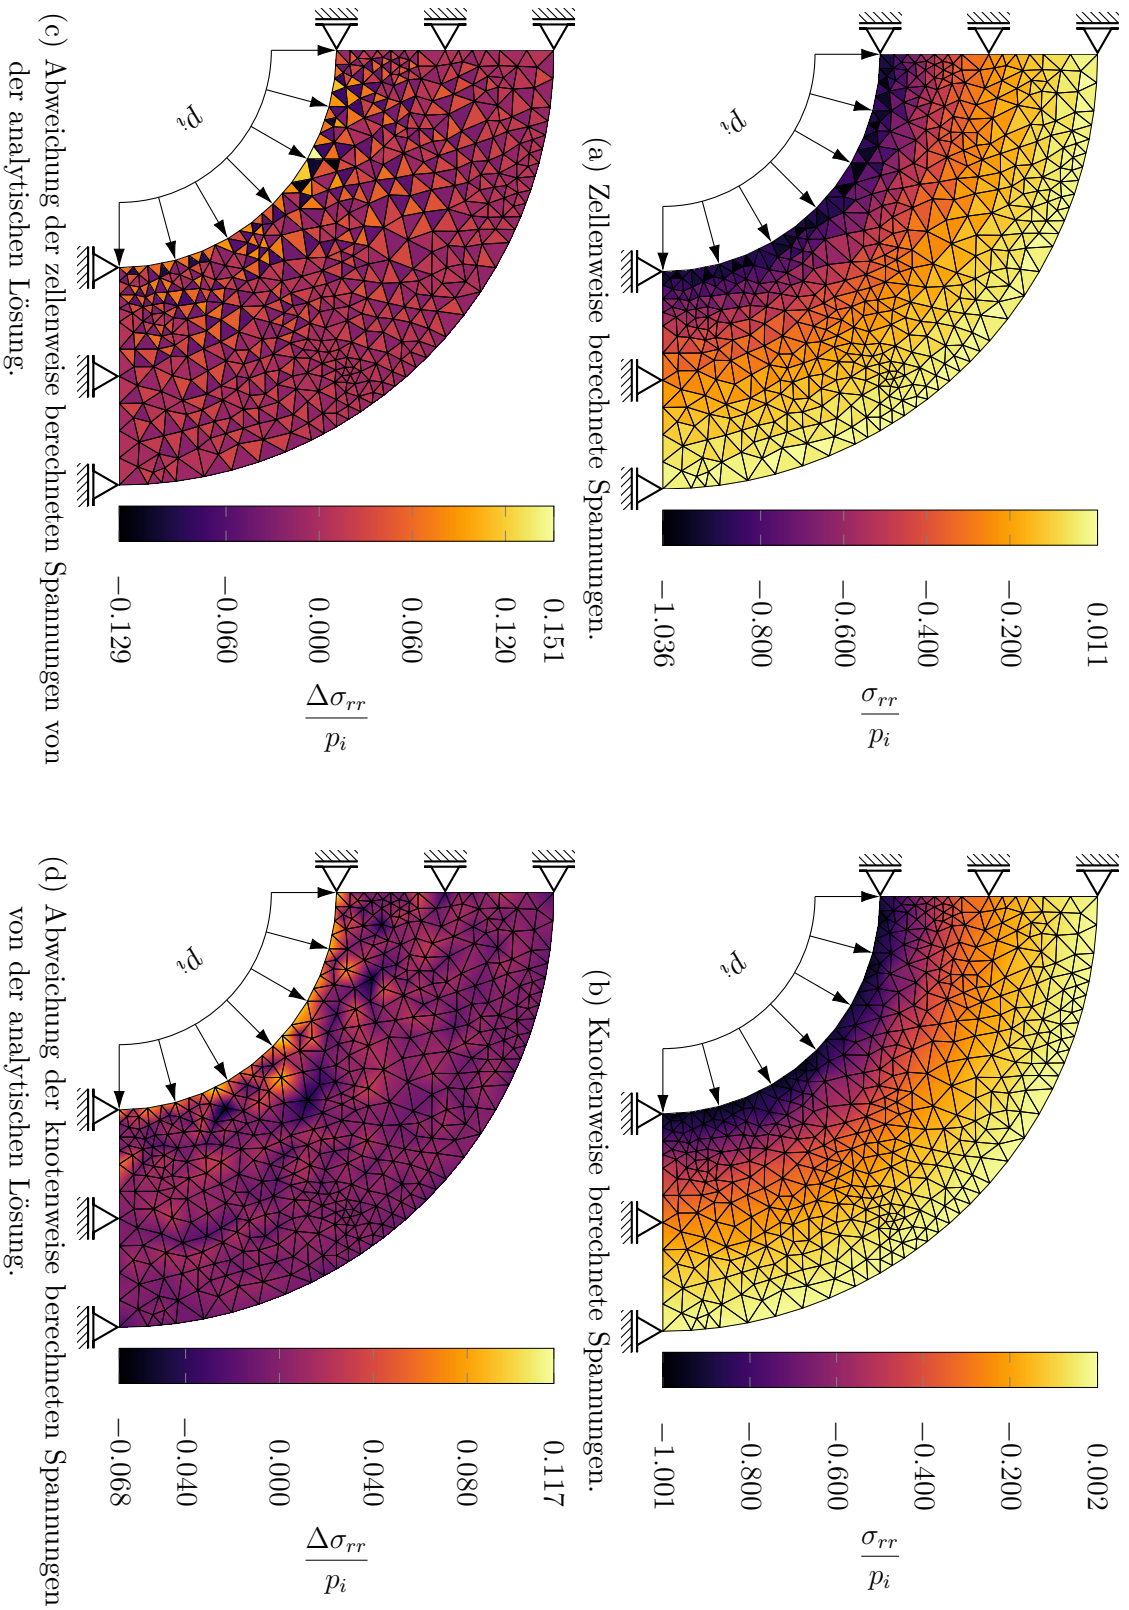 p_i
0.011
−0.200
−0.400
−0.600
−0.800
−1.036
σ_rr
p_i
(a) Zellenweise berechnete Spannungen.
p_i
0.002
−0.200
−0.400
−0.600
−0.800
−1.001
σ_rr
p_i
(b) Knotenweise berechnete Spannungen.
p_i
0.151
0.120
0.060
0.000
−0.060
−0.129
Δσ_rr
p_i
(c) Abweichung der zellenweise berechneten Spannungen von
der analytischen Lösung.
p_i
0.117
0.080
0.040
0.000
−0.040
−0.068
Δσ_rr
p_i
(d) Abweichung der knotenweise berechneten Spannungen
von der analytischen Lösung.